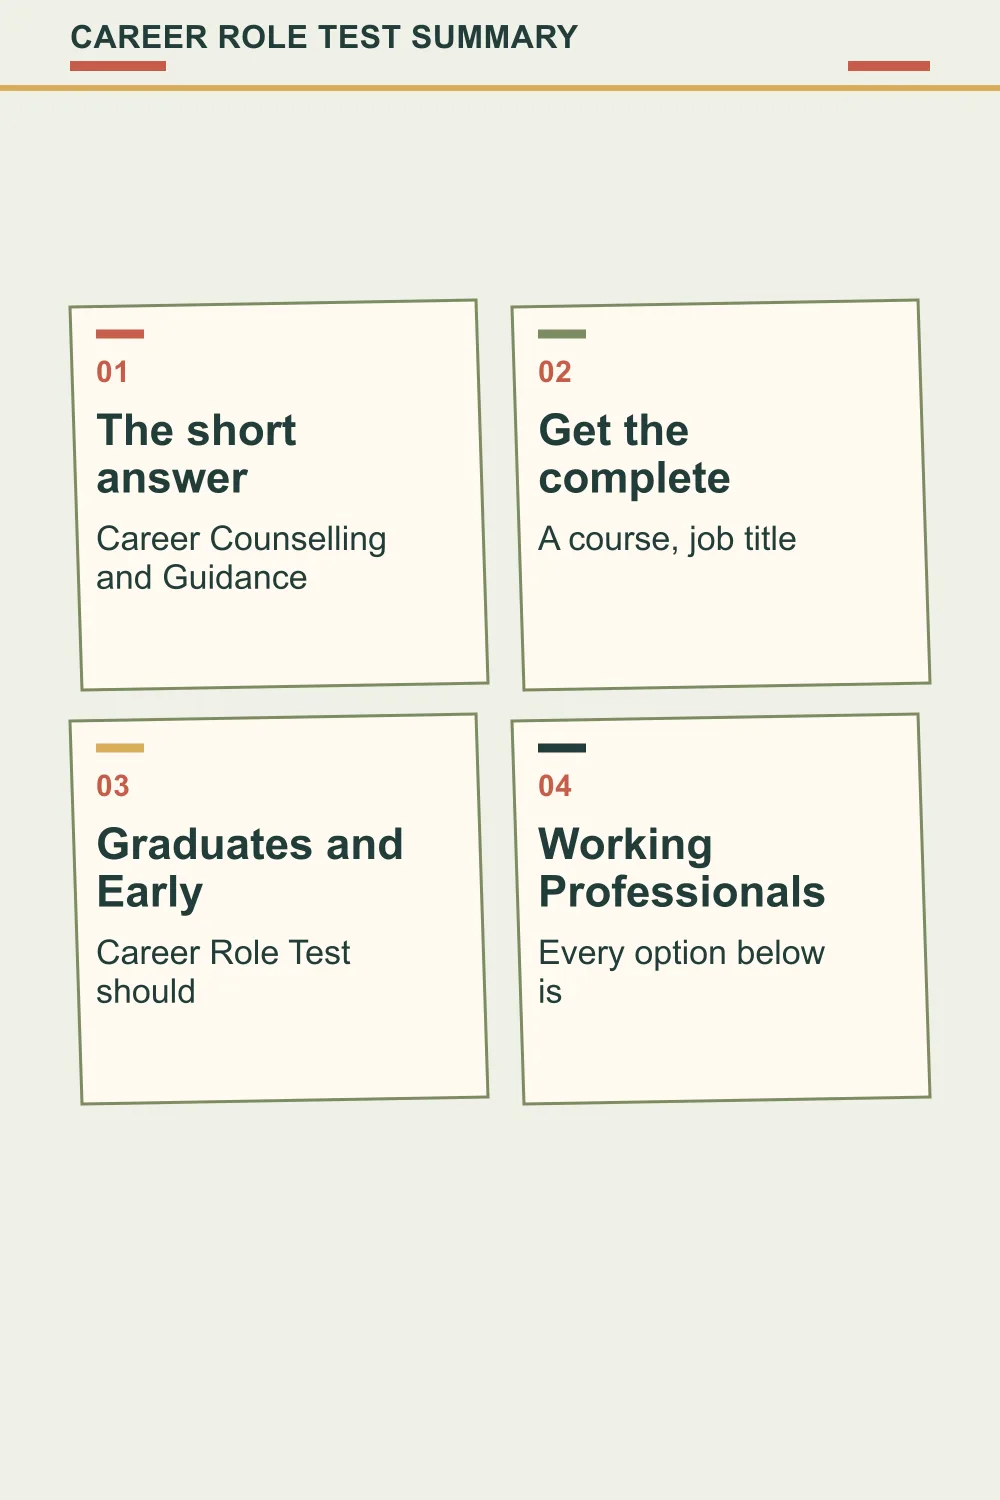 CAREER ROLE TEST SUMMARY
01
The short
answer
Career Counselling
and Guidance
02
Get the
complete
A course, job title
03
Graduates and
Early
Career Role Test
should
04
Working
Professionals
Every option below
is